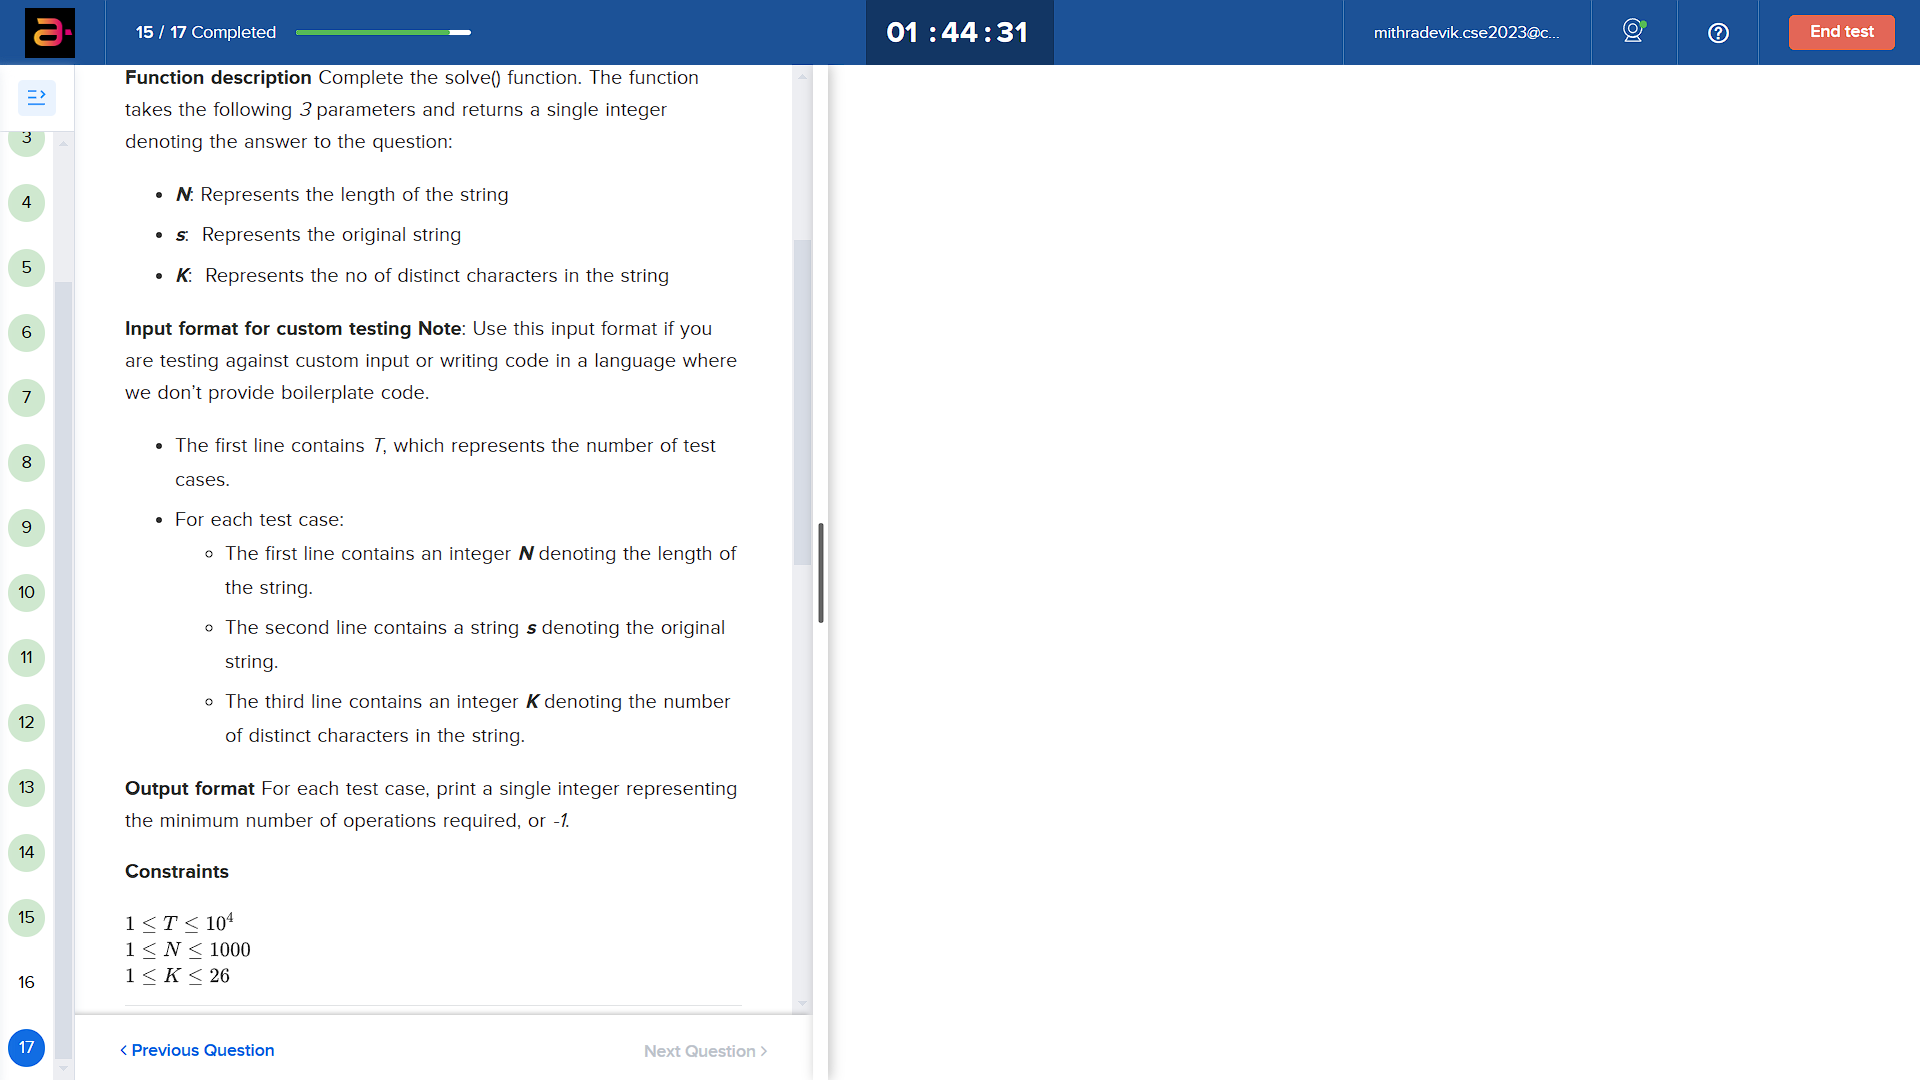 15 / 17 Completed
01 : 44 : 31
mithradevik.cse2023@c...
End test
3
4
5
6
7
8
9
10
11
12
13
14
15
16
17
Function description Complete the solve() function. The function
takes the following 3 parameters and returns a single integer
denoting the answer to the question:
• N: Represents the length of the string
• s: Represents the original string
• K: Represents the no of distinct characters in the string
Input format for custom testing Note: Use this input format if you
are testing against custom input or writing code in a language where
we don't provide boilerplate code.
• The first line contains T, which represents the number of test
cases.
• For each test case:
◦ The first line contains an integer N denoting the length of
the string.
◦ The second line contains a string s denoting the original
string.
◦ The third line contains an integer K denoting the number
of distinct characters in the string.
Output format For each test case, print a single integer representing
the minimum number of operations required, or -1.
Constraints
1 ≤ T ≤ 10⁴
1 ≤ N ≤ 1000
1 ≤ K ≤ 26
‹ Previous Question
Next Question ›